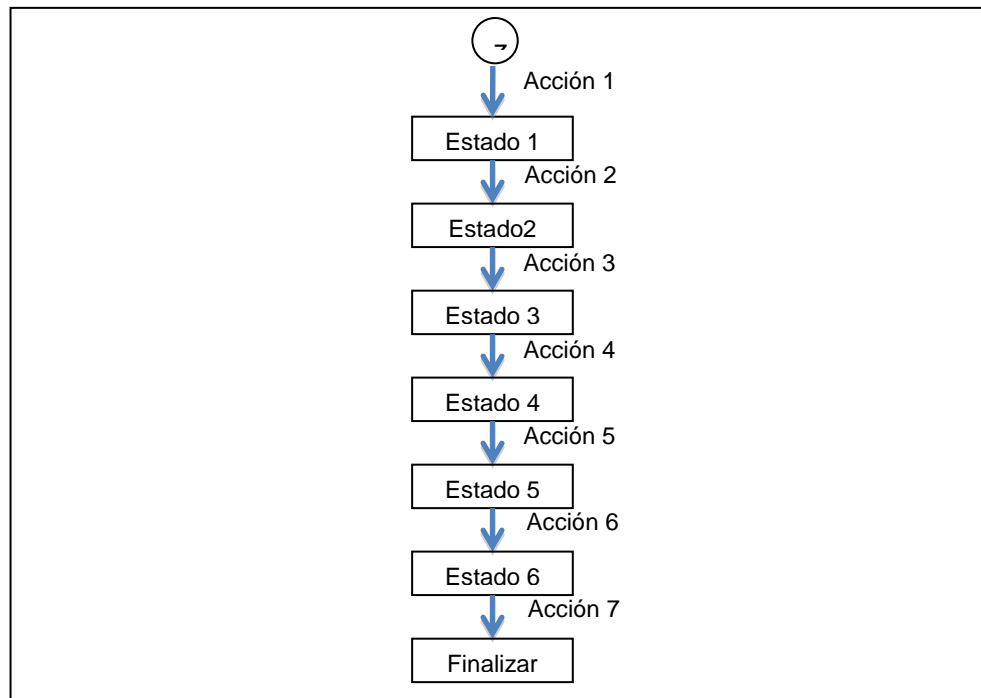 Acción 1
Estado 1
Acción 2
Estado2
Acción 3
Estado 3
Acción 4
Estado 4
Acción 5
Estado 5
Acción 6
Estado 6
Acción 7
Finalizar